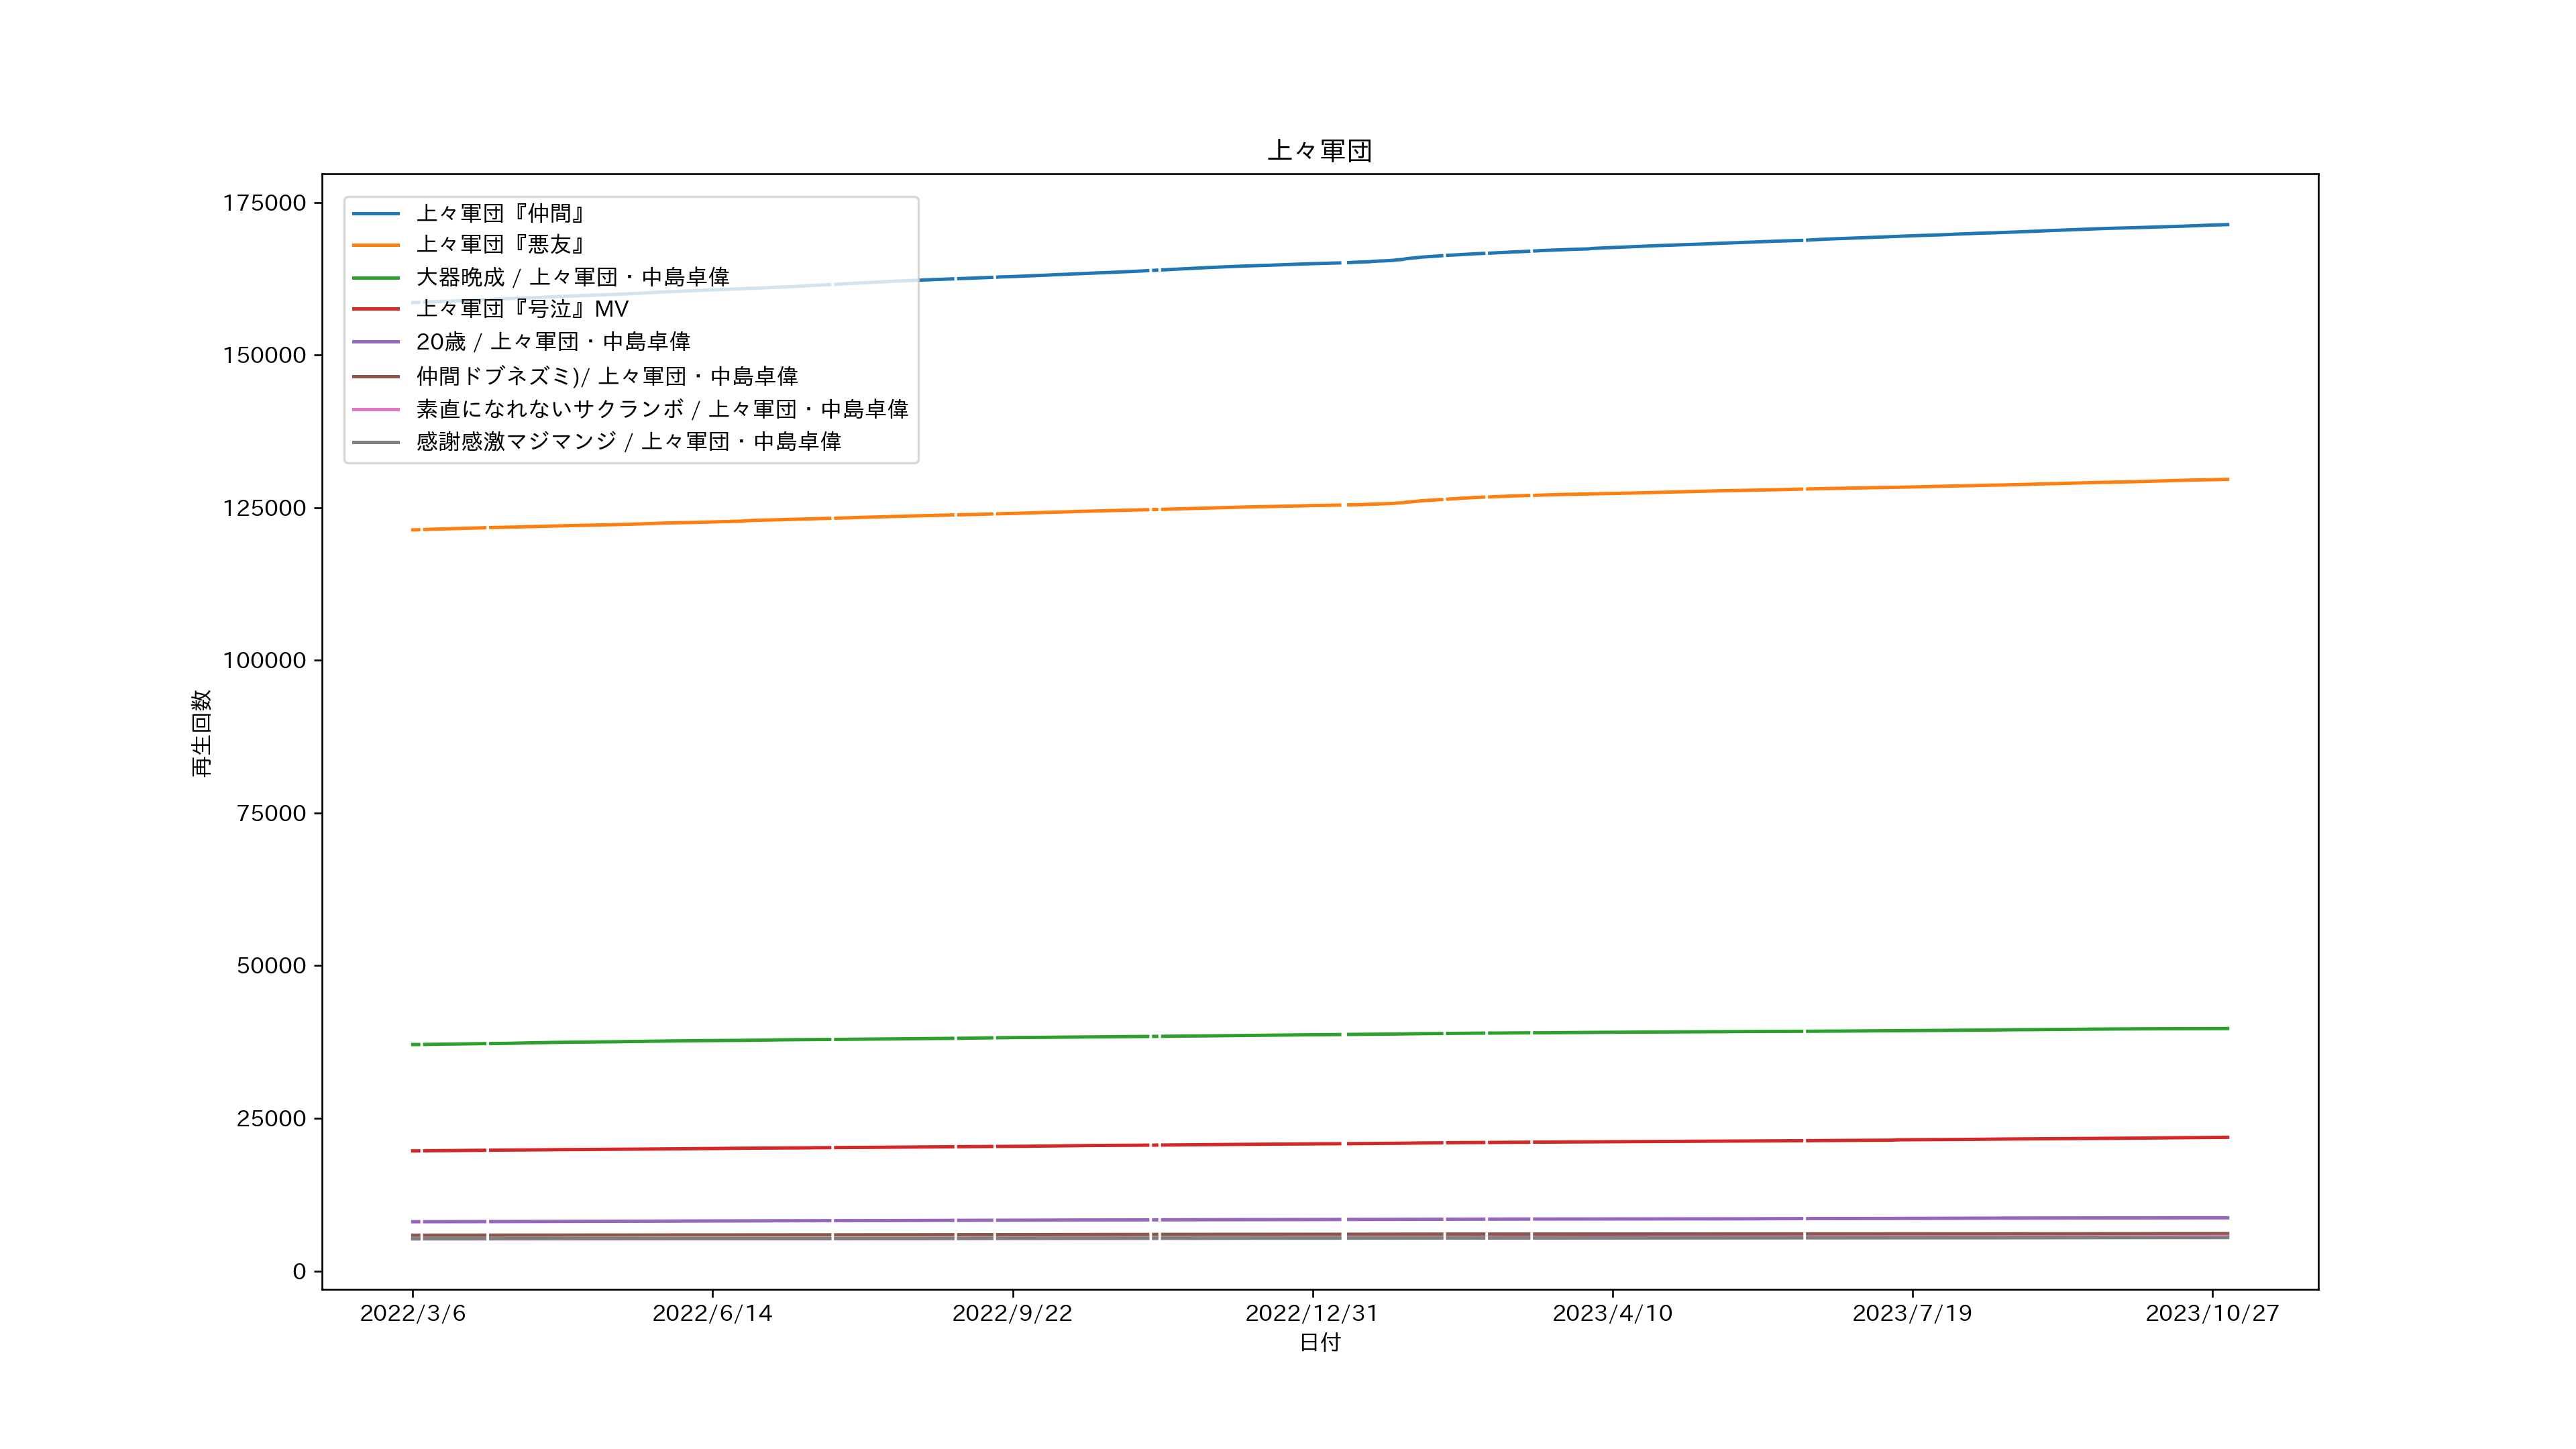 上々軍団
175000
150000
125000
100000
75000
50000
25000
0
再生回数
上々軍団『仲間』
上々軍団『悪友』
大器晩成 / 上々軍団・中島卓偉
上々軍団『号泣』MV
20歳 / 上々軍団・中島卓偉
仲間ドブネズミ)/ 上々軍団・中島卓偉
素直になれないサクランボ / 上々軍団・中島卓偉
感謝感激マジマンジ / 上々軍団・中島卓偉
2022/3/6 2022/6/14 2022/9/22 2022/12/31 2023/4/10 2023/7/19 2023/10/27
日付